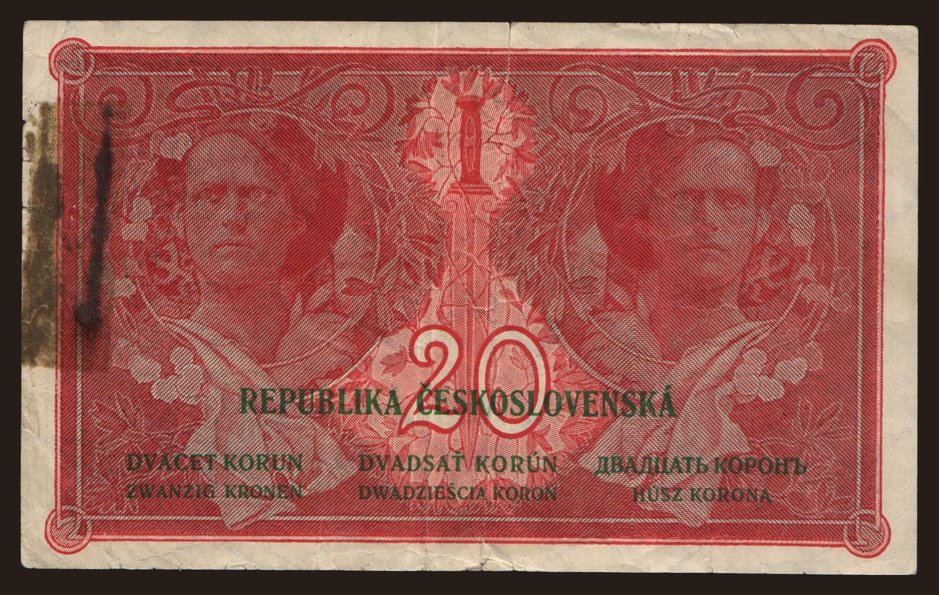 20
REPUBLIKA ČESKOSLOVENSKÁ
DVACET KORUN DVADSAŤ KORÚN ДВАДЦАТЬ КОРОНЪ
ZWANZIG KRONEN DWADZIEŚCIA KORON HÚSZ KORONA